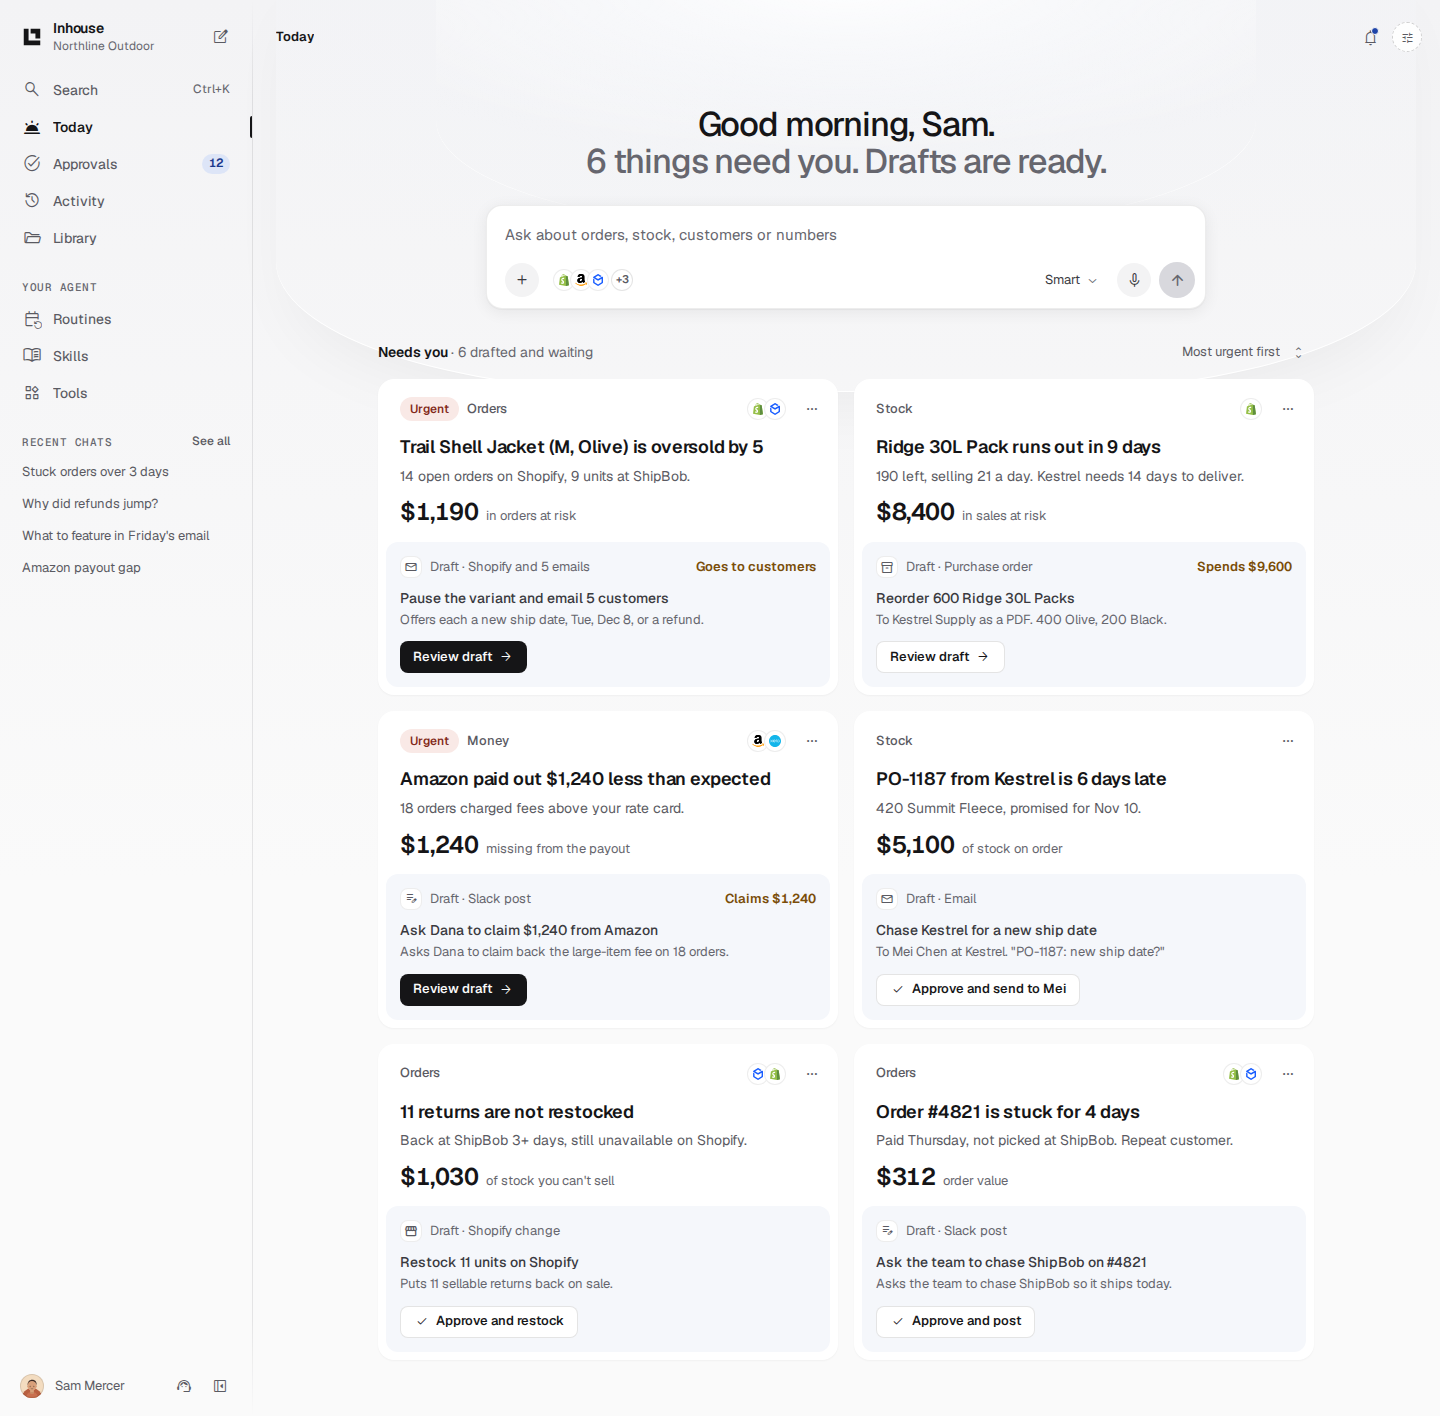 Inhouse
Northline Outdoor
Search Ctrl+K
Today
Approvals 12
Activity
Library
YOUR AGENT
Routines
Skills
Tools
RECENT CHATS See all
Stuck orders over 3 days
Why did refunds jump?
What to feature in Friday's email
Amazon payout gap
Sam Mercer
Today
Good morning, Sam.
6 things need you. Drafts are ready.
Ask about orders, stock, customers or numbers
+3 Smart
Needs you · 6 drafted and waiting Most urgent first
Urgent Orders
Trail Shell Jacket (M, Olive) is oversold by 5
14 open orders on Shopify, 9 units at ShipBob.
$1,190 in orders at risk
Draft · Shopify and 5 emails Goes to customers
Pause the variant and email 5 customers
Offers each a new ship date, Tue, Dec 8, or a refund.
Review draft
Stock
Ridge 30L Pack runs out in 9 days
190 left, selling 21 a day. Kestrel needs 14 days to deliver.
$8,400 in sales at risk
Draft · Purchase order Spends $9,600
Reorder 600 Ridge 30L Packs
To Kestrel Supply as a PDF. 400 Olive, 200 Black.
Review draft
Urgent Money
Amazon paid out $1,240 less than expected
18 orders charged fees above your rate card.
$1,240 missing from the payout
Draft · Slack post Claims $1,240
Ask Dana to claim $1,240 from Amazon
Asks Dana to claim back the large-item fee on 18 orders.
Review draft
Stock
PO-1187 from Kestrel is 6 days late
420 Summit Fleece, promised for Nov 10.
$5,100 of stock on order
Draft · Email
Chase Kestrel for a new ship date
To Mei Chen at Kestrel. "PO-1187: new ship date?"
Approve and send to Mei
Orders
11 returns are not restocked
Back at ShipBob 3+ days, still unavailable on Shopify.
$1,030 of stock you can't sell
Draft · Shopify change
Restock 11 units on Shopify
Puts 11 sellable returns back on sale.
Approve and restock
Orders
Order #4821 is stuck for 4 days
Paid Thursday, not picked at ShipBob. Repeat customer.
$312 order value
Draft · Slack post
Ask the team to chase ShipBob on #4821
Asks the team to chase ShipBob so it ships today.
Approve and post